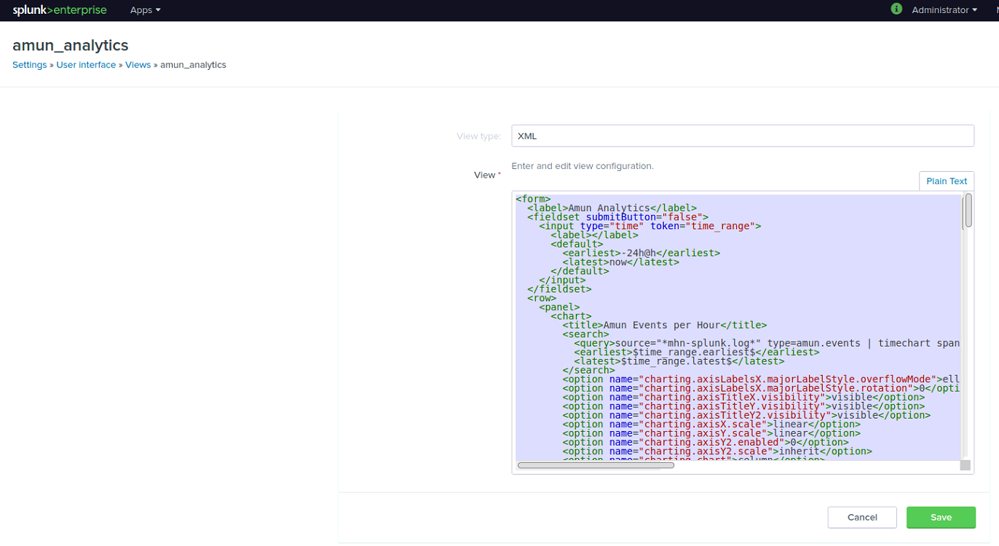 splunk>enterprise Apps Administrator
amun_analytics
Settings » User interface » Views » amun_analytics
View type: XML
Enter and edit view configuration.
View *
Plain Text
<form>
<label>Amun Analytics</label>
<fieldset submitButton="false">
<input type="time" token="time_range">
<label></label>
<default>
<earliest>-24h@h</earliest>
<latest>now</latest>
</default>
</input>
</fieldset>
<row>
<panel>
<chart>
<title>Amun Events per Hour</title>
<search>
<query>source="*mhn-splunk.log*" type=amun.events | timechart span
<earliest>$time_range.earliest$</earliest>
<latest>$time_range.latest$</latest>
</search>
<option name="charting.axisLabelsX.majorLabelStyle.overflowMode">ell
<option name="charting.axisLabelsX.majorLabelStyle.rotation">0</opti
<option name="charting.axisTitleX.visibility">visible</option>
<option name="charting.axisTitleY.visibility">visible</option>
<option name="charting.axisTitleY2.visibility">visible</option>
<option name="charting.axisX.scale">linear</option>
<option name="charting.axisY.scale">linear</option>
<option name="charting.axisY2.enabled">0</option>
<option name="charting.axisY2.scale">inherit</option>
<option name="charting.chart">column</option>
Cancel Save